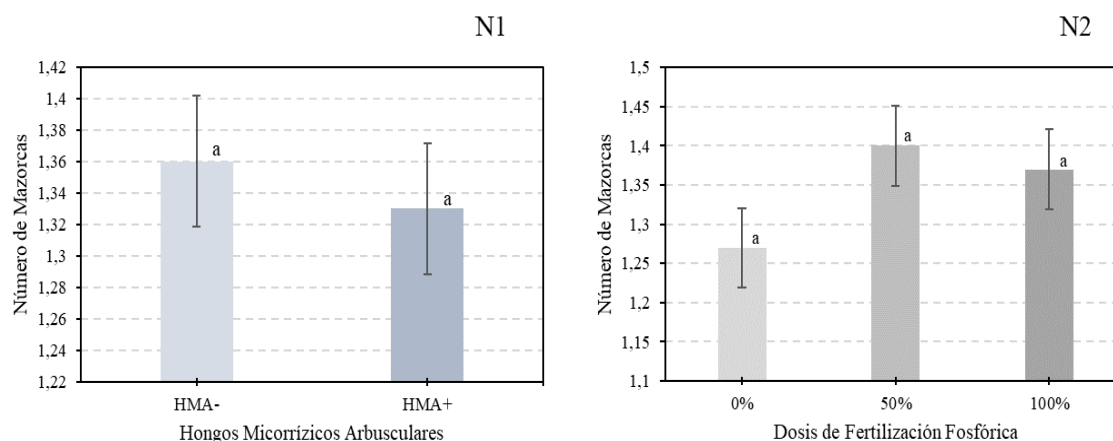 N1
Número de Mazorcas
1,42
1,4
1,38
1,36
1,34
1,32
1,3
1,28
1,26
1,24
1,22
a
a
HMA-
HMA+
Hongos Micorrízicos Arbusculares
N2
Número de Mazorcas
1,5
1,45
1,4
1,35
1,3
1,25
1,2
1,15
1,1
a
a
a
0%
50%
100%
Dosis de Fertilización Fosfórica